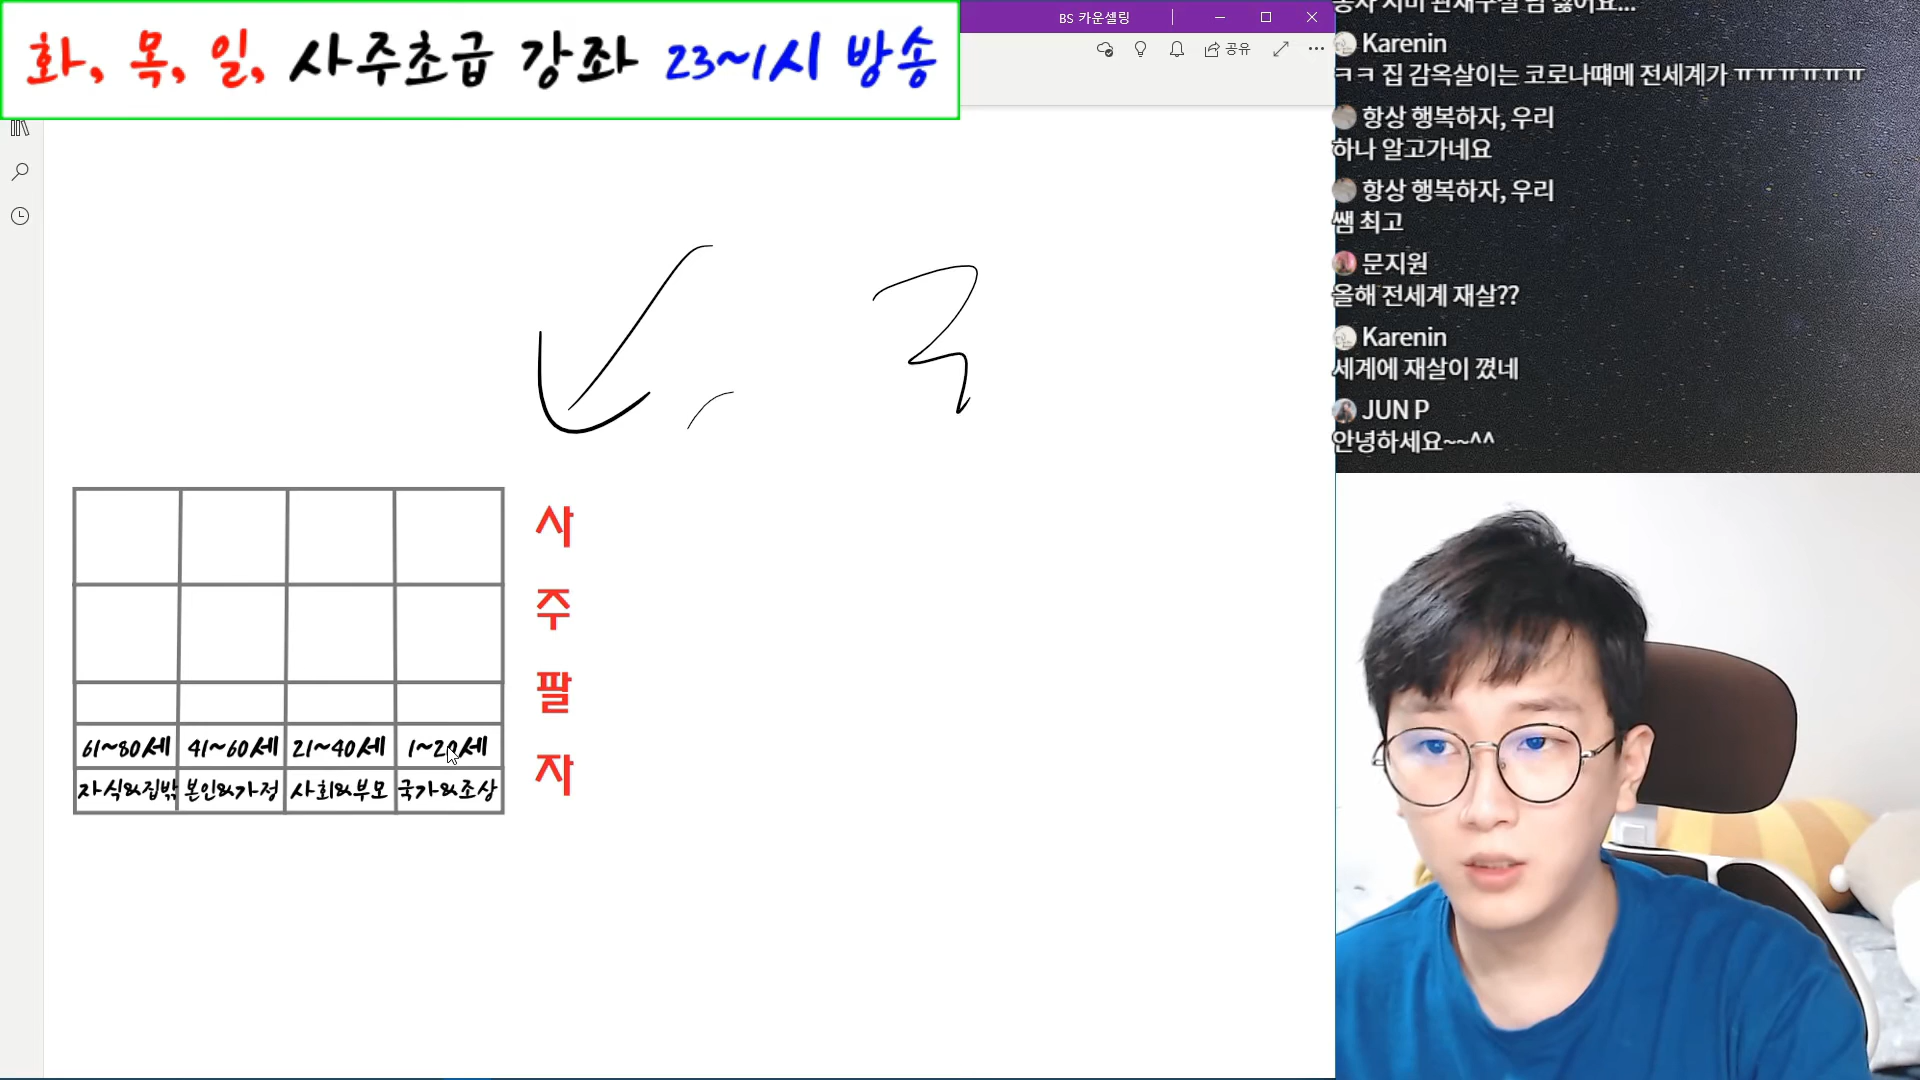 화, 목, 일, 사주초급 강좌 23~1시 방송
BS 카운슬링
공유
사
주
팔
자
61~80세 41~60세 21~40세 1~20세
자식&집밖 본인&가정 사회&부모 국가&조상
Karenin
ㅋㅋ 집 감옥살이는 코로나떄메 전세계가 ㅠㅠㅠㅠㅠㅠ
항상 행복하자, 우리
하나 알고가네요
항상 행복하자, 우리
쌤 최고
문지원
올해 전세계 재살??
Karenin
세계에 재살이 꼈네
JUN P
안녕하세요~~^^